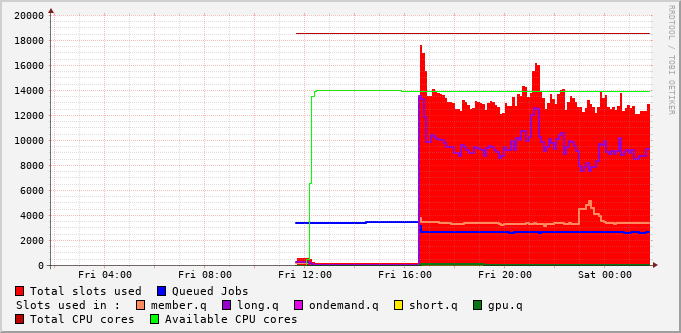 20000
18000
16000
14000
12000
10000
8000
6000
4000
2000
0
Fri 04:00 Fri 08:00 Fri 12:00 Fri 16:00 Fri 20:00 Sat 00:00
RRDTOOL / TOBI OETIKER
Total slots used Queued Jobs
Slots used in : member.q long.q ondemand.q short.q gpu.q
Total CPU cores Available CPU cores